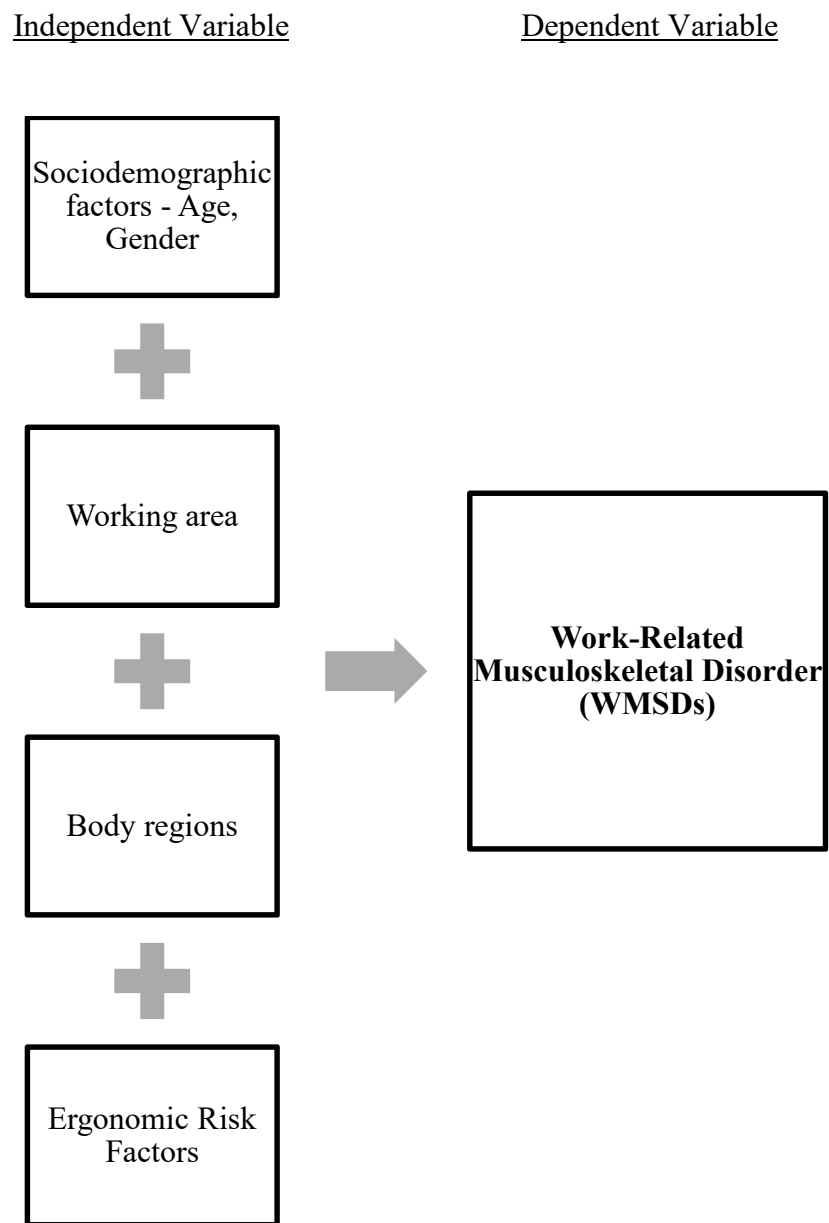 Independent Variable
Dependent Variable
Sociodemographic
factors - Age,
Gender
Working area
Body regions
Ergonomic Risk
Factors
Work-Related
Musculoskeletal Disorder
(WMSDs)